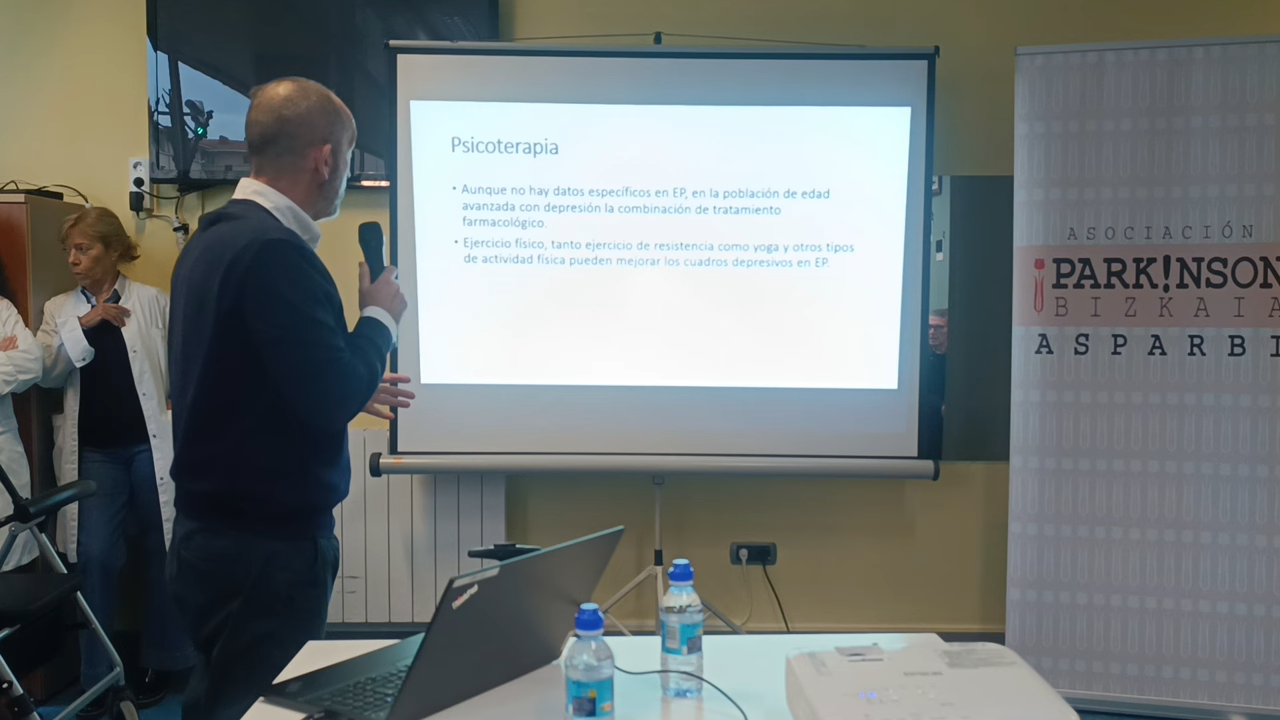 Psicoterapia
• Aunque no hay datos específicos en EP, en la población de edad
avanzada con depresión la combinación de tratamiento
farmacológico.
• Ejercicio físico, tanto ejercicio de resistencia como yoga y otros tipos
de actividad física pueden mejorar los cuadros depresivos en EP.
ASOCIACIÓN
PARK!NSON
BIZKAIA
ASPARBI